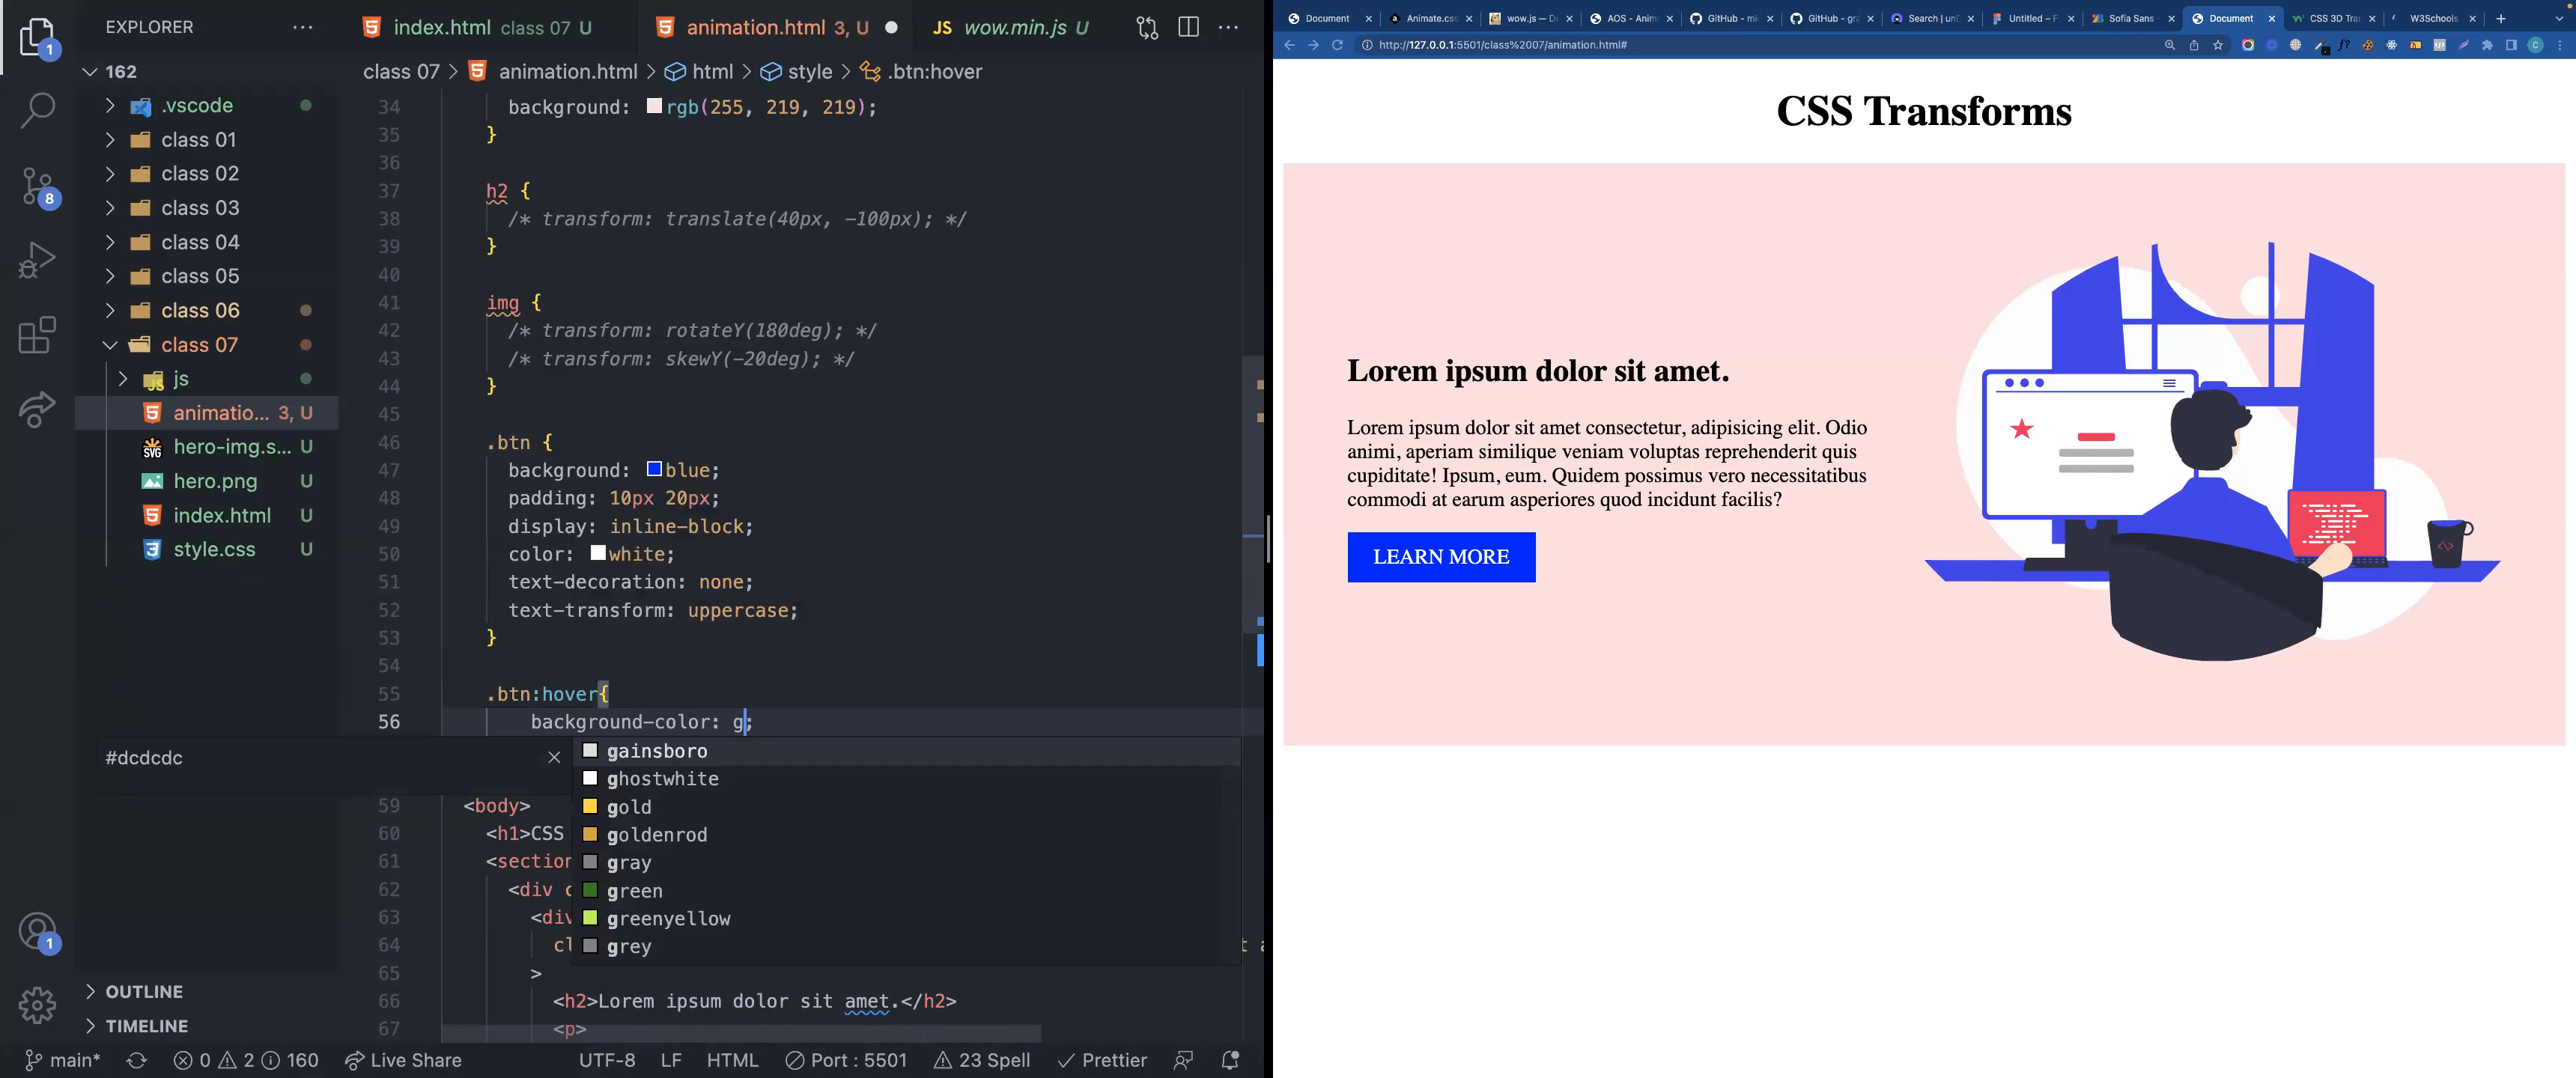 EXPLORER
162
.vscode
class 01
class 02
class 03
class 04
class 05
class 06
class 07
js
animatio... 3, U
hero-img.s... U
hero.png U
index.html U
style.css U
OUTLINE
TIMELINE
1
8
1
index.html class 07 U
animation.html 3, U
JS wow.min.js U
class 07 > animation.html > html > style > .btn:hover
34 background: rgb(255, 219, 219);
35 }
36
37 h2 {
38 /* transform: translate(40px, -100px); */
39 }
40
41 img {
42 /* transform: rotateY(180deg); */
43 /* transform: skewY(-20deg); */
44 }
45
46 .btn {
47 background: blue;
48 padding: 10px 20px;
49 display: inline-block;
50 color: white;
51 text-decoration: none;
52 text-transform: uppercase;
53 }
54
55 .btn:hover{
56 background-color: g;
#dcdcdc
gainsboro
ghostwhite
gold
goldenrod
gray
green
greenyellow
grey
59 <body>
60 <h1>CSS
61 <section
62 <div c
63 <div
64 cl
65 >
66 <h2>Lorem ipsum dolor sit amet.</h2>
67 <p>
main* 0 2 160 Live Share UTF-8 LF HTML Port : 5501 23 Spell Prettier
Document Animate.css wow.js — AOS - Anim GitHub - mi GitHub - gr Search | un Untitled – F Sofia Sans Document CSS 3D Tra W3Schools
http://127.0.0.1:5501/class%2007/animation.html#
CSS Transforms
Lorem ipsum dolor sit amet.
Lorem ipsum dolor sit amet consectetur, adipisicing elit. Odio
animi, aperiam similique veniam voluptas reprehenderit quis
cupiditate! Ipsum, eum. Quidem possimus vero necessitatibus
commodi at earum asperiores quod incidunt facilis?
LEARN MORE